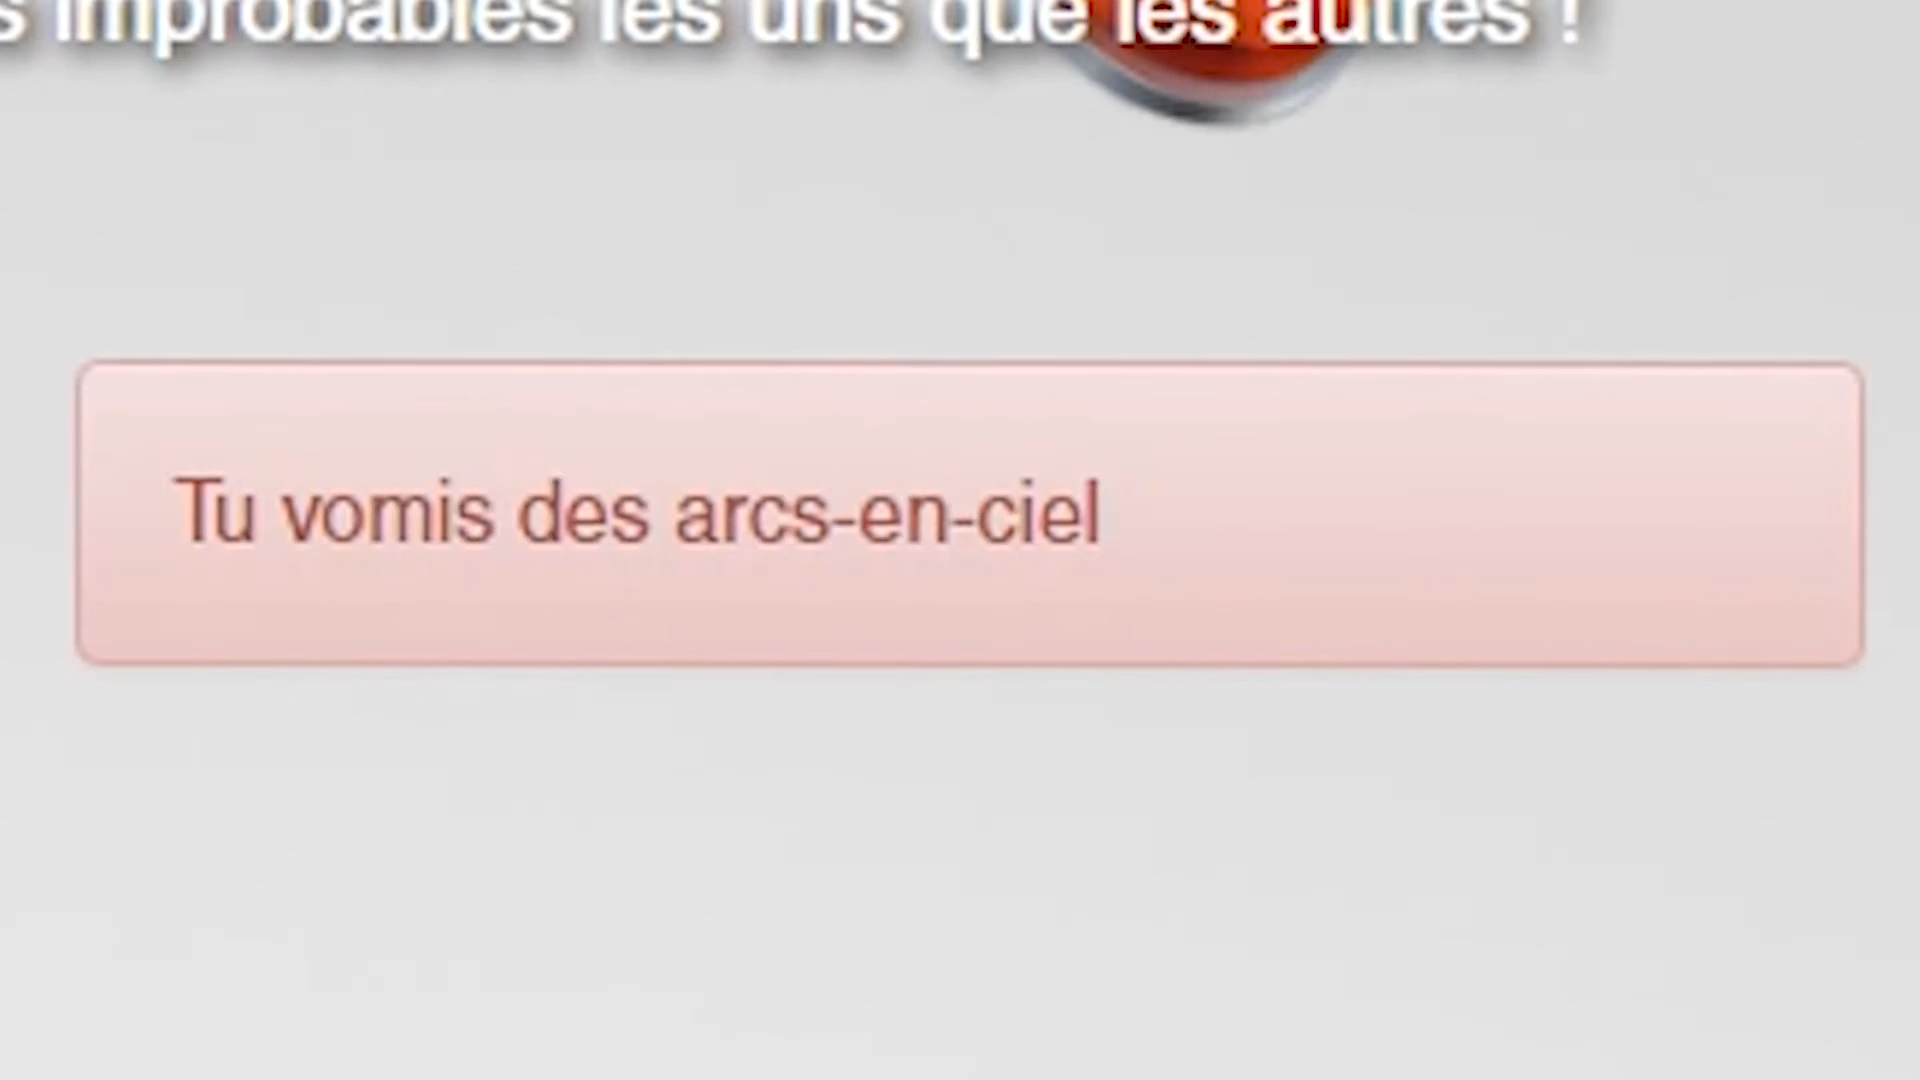 s improbables les uns que les autres !
Tu vomis des arcs-en-ciel